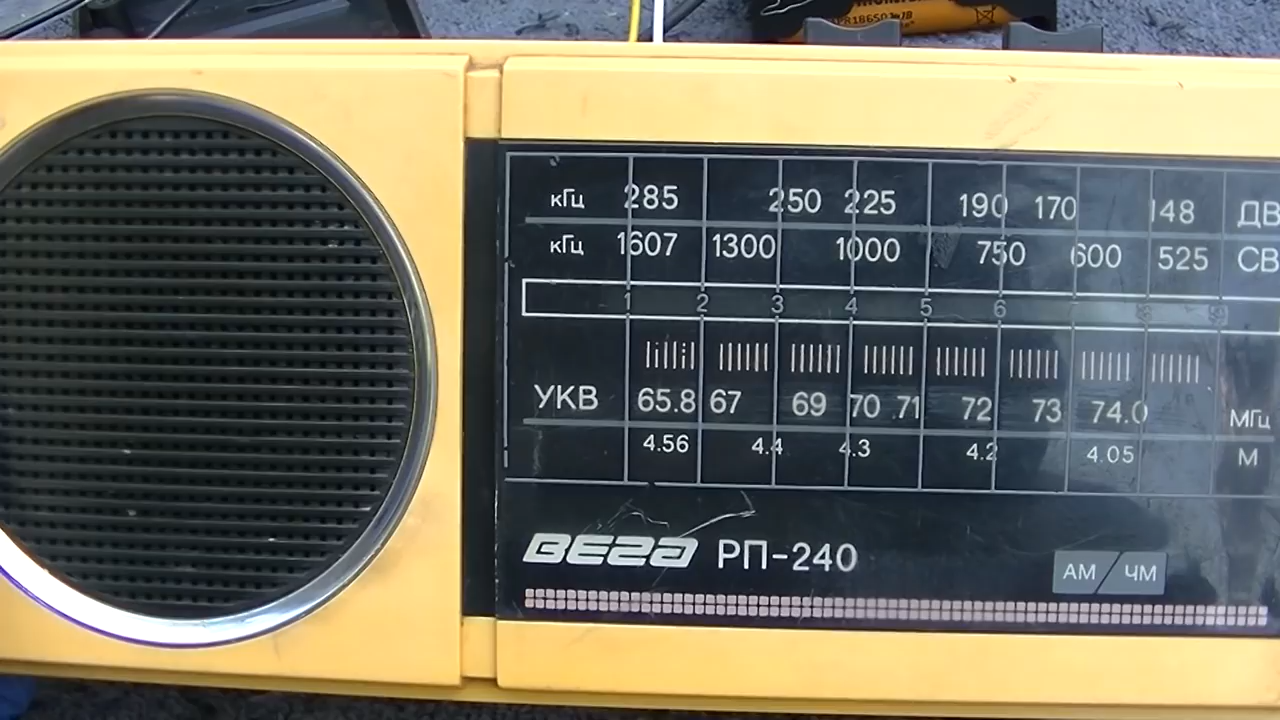 PR18650
кГц 285 250 225 190 170 148 ДВ
кГц 1607 1300 1000 750 600 525 СВ
1 2 3 4 5 6
УКВ 65.8 67 69 70 71 72 73 74.0 МГц
4.56 4.4 4.3 4.2 4.05 М
ВЕГА РП-240
АМ/ЧМ